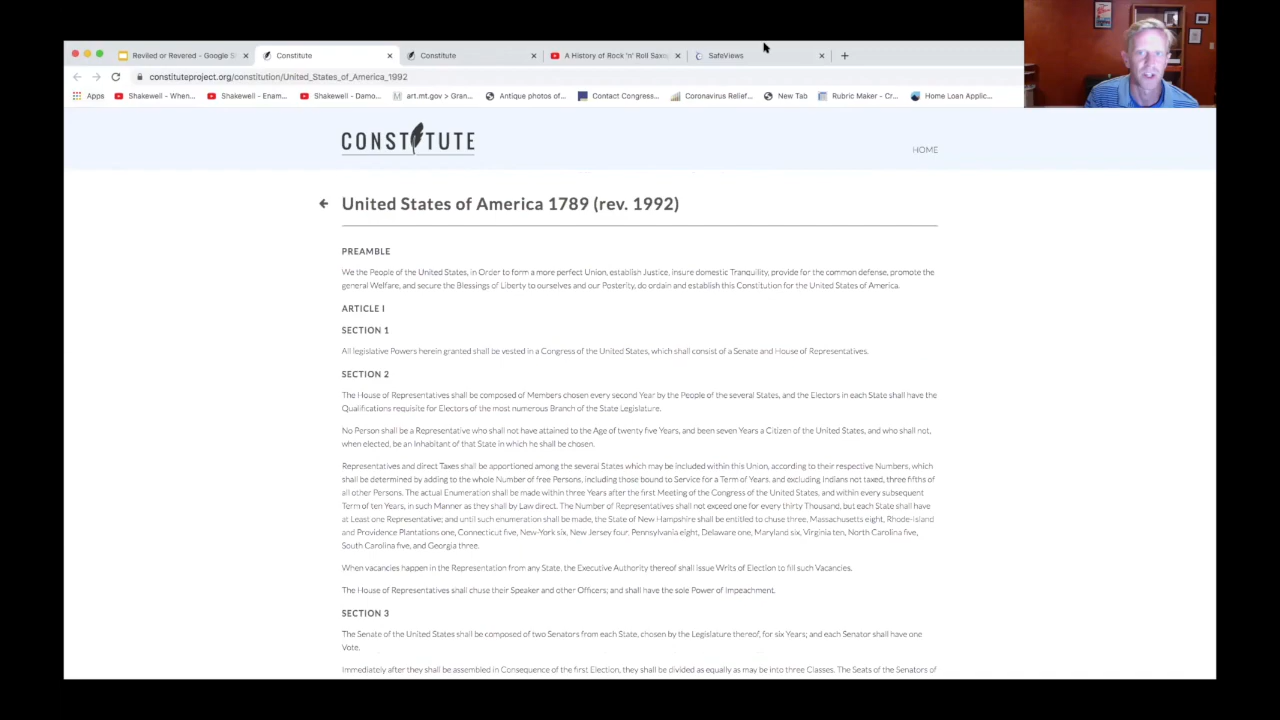 Reviled or Revered - Google S
Constitute
Constitute
A History of Rock 'n' Roll Saxo
SafeViews
constituteproject.org/constitution/United_States_of_America_1992
Apps
Shakewell - When...
Shakewell - Enam...
Shakewell - Damo...
art.mt.gov > Gran...
Antique photos of...
Contact Congress...
Coronavirus Relief...
New Tab
Rubric Maker - Cr...
Home Loan Applic...
CONSTITUTE
HOME
United States of America 1789 (rev. 1992)
PREAMBLE
We the People of the United States, in Order to form a more perfect Union, establish Justice, insure domestic Tranquility, provide for the common defense, promote the
general Welfare, and secure the Blessings of Liberty to ourselves and our Posterity, do ordain and establish this Constitution for the United States of America.
ARTICLE I
SECTION 1
All legislative Powers herein granted shall be vested in a Congress of the United States, which shall consist of a Senate and House of Representatives.
SECTION 2
The House of Representatives shall be composed of Members chosen every second Year by the People of the several States, and the Electors in each State shall have the
Qualifications requisite for Electors of the most numerous Branch of the State Legislature.
No Person shall be a Representative who shall not have attained to the Age of twenty five Years, and been seven Years a Citizen of the United States, and who shall not,
when elected, be an Inhabitant of that State in which he shall be chosen.
Representatives and direct Taxes shall be apportioned among the several States which may be included within this Union, according to their respective Numbers, which
shall be determined by adding to the whole Number of free Persons, including those bound to Service for a Term of Years, and excluding Indians not taxed, three fifths of
all other Persons. The actual Enumeration shall be made within three Years after the first Meeting of the Congress of the United States, and within every subsequent
Term of ten Years, in such Manner as they shall by Law direct. The Number of Representatives shall not exceed one for every thirty Thousand, but each State shall have
at Least one Representative; and until such enumeration shall be made, the State of New Hampshire shall be entitled to chuse three, Massachusetts eight, Rhode-Island
and Providence Plantations one, Connecticut five, New-York six, New Jersey four, Pennsylvania eight, Delaware one, Maryland six, Virginia ten, North Carolina five,
South Carolina five, and Georgia three.
When vacancies happen in the Representation from any State, the Executive Authority thereof shall issue Writs of Election to fill such Vacancies.
The House of Representatives shall chuse their Speaker and other Officers; and shall have the sole Power of Impeachment.
SECTION 3
The Senate of the United States shall be composed of two Senators from each State, chosen by the Legislature thereof, for six Years; and each Senator shall have one
Vote.
Immediately after they shall be assembled in Consequence of the first Election, they shall be divided as equally as may be into three Classes. The Seats of the Senators of